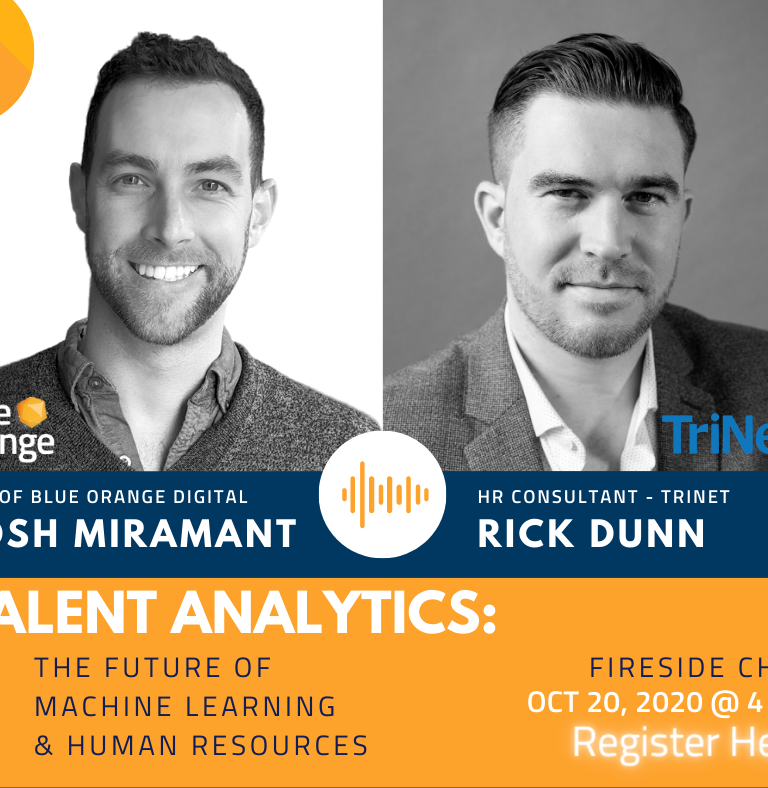 e
nge
TriNe
OF BLUE ORANGE DIGITAL
OSH MIRAMANT
HR CONSULTANT - TRINET
RICK DUNN
ALENT ANALYTICS:
THE FUTURE OF
MACHINE LEARNING
& HUMAN RESOURCES
FIRESIDE CH
OCT 20, 2020 @ 4
Register He